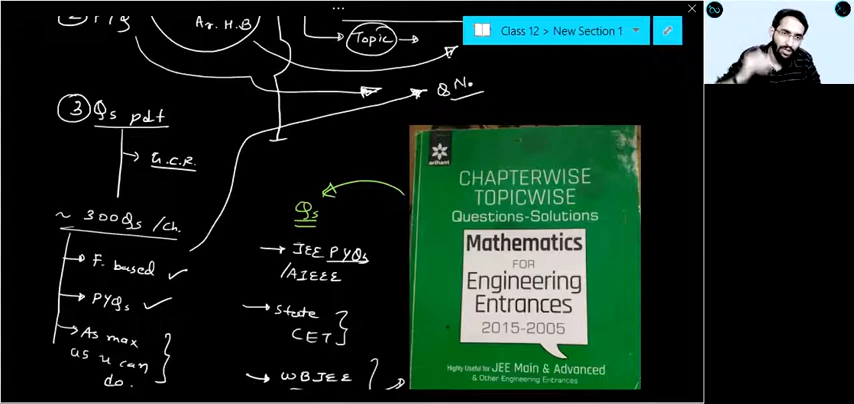 Ar. H.B
Topic
Class 12 > New Section 1
Q No.
3 Qs pdf
U.C.R.
~ 300Qs /Ch.
F. based
PYQs
As max
as u can
do.
Qs
JEE PYQs
/AIEEE
State
CET
WBJEE
arihant
CHAPTERWISE
TOPICWISE
Questions-Solutions
Mathematics
FOR
Engineering
Entrances
2015-2005
Highly Useful for JEE Main & Advanced
& Other Engineering Entrances